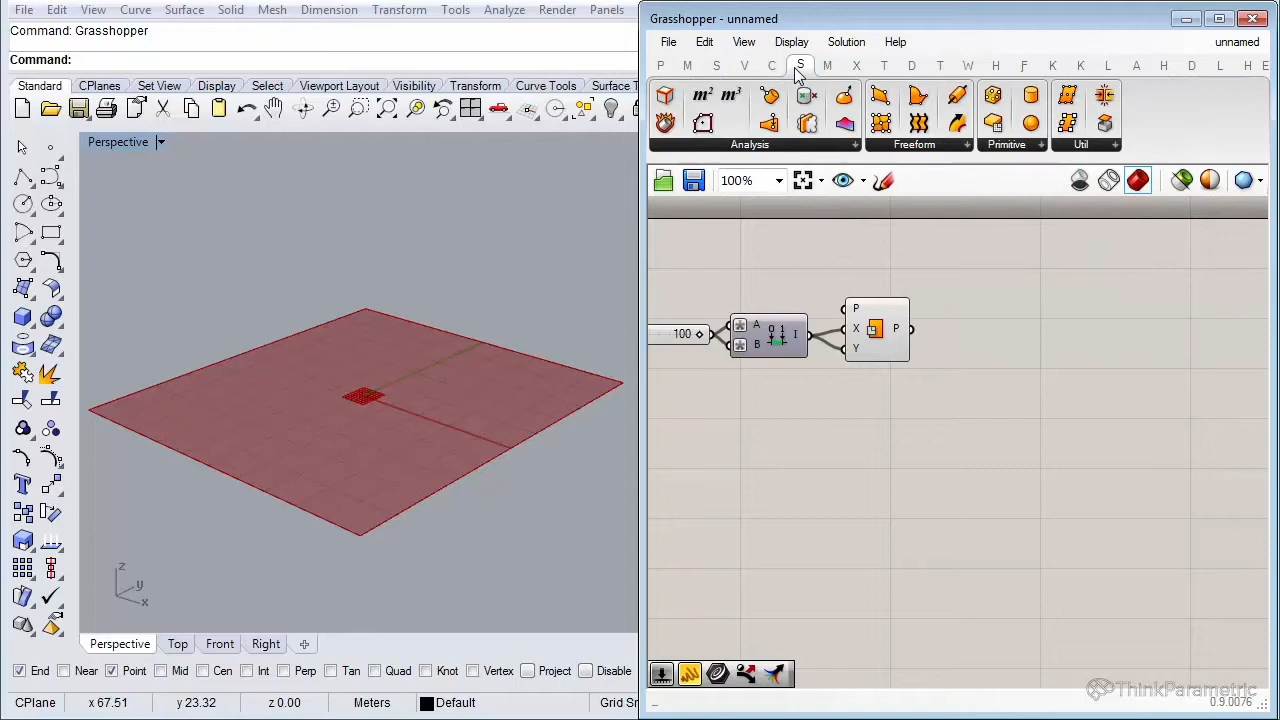 File Edit View Curve Surface Solid Mesh Dimension Transform Tools Analyze Render Panels
Command: Grasshopper
Command:
Standard CPlanes Set View Display Select Viewport Layout Visibility Transform Curve Tools Surface T
Perspective
z
y
x
Perspective Top Front Right
End Near Point Mid Cen Int Perp Tan Quad Knot Vertex Project Disable
CPlane x 67.51 y 23.32 z 0.00 Meters Default Grid Sn
Grasshopper - unnamed
File Edit View Display Solution Help unnamed
P M S V C S M X T D T W H F Z B M A H D L H E
m² m³
Analysis Freeform Primitive Util
100%
100 A B 0 1 I P X Y P
ThinkParametric
0.9.0076